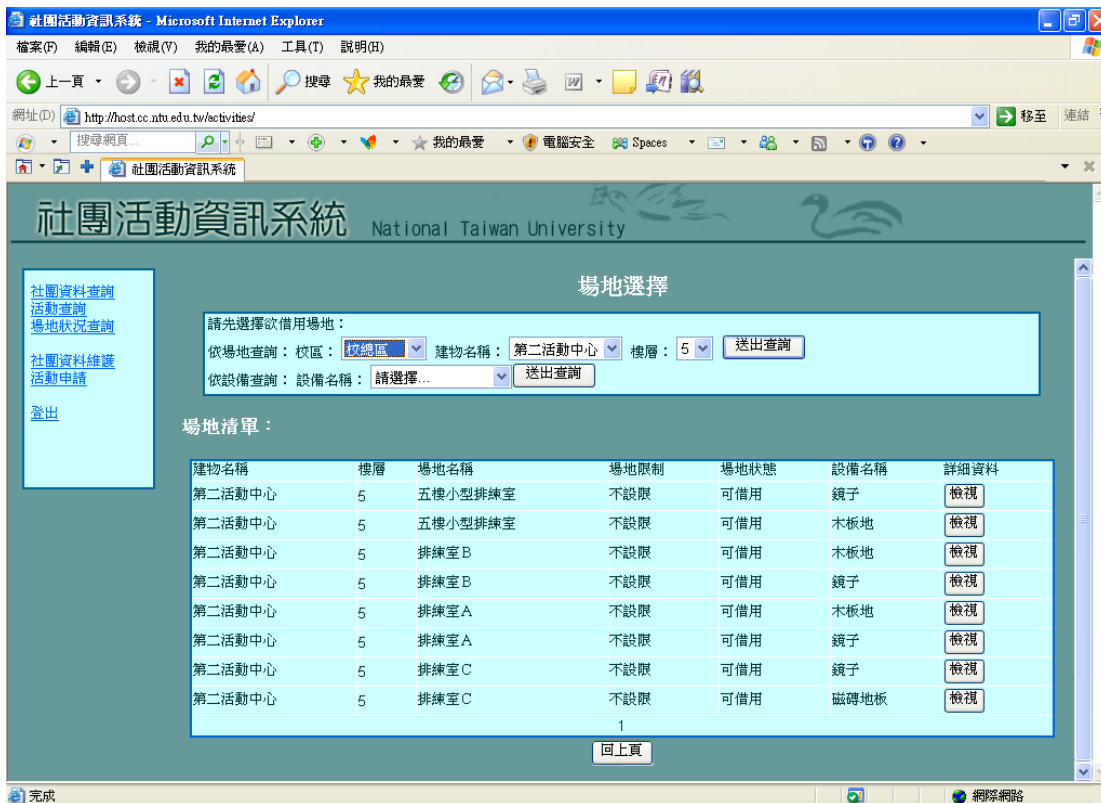 社團活動資訊系統 - Microsoft Internet Explorer
檔案(F) 編輯(E) 檢視(V) 我的最愛(A) 工具(T) 說明(H)
上一頁 搜尋 我的最愛
網址(D) http://host.cc.ntu.edu.tw/activities/ 移至 連結
搜尋網頁... 我的最愛 電腦安全 Spaces
社團活動資訊系統
社團活動資訊系統 National Taiwan University
社團資料查詢
活動查詢
場地狀況查詢
社團資料維護
活動申請
登出
場地選擇
請先選擇欲借用場地：
依場地查詢：校區： 校總區 建物名稱： 第二活動中心 樓層： 5 送出查詢
依設備查詢：設備名稱： 請選擇... 送出查詢
場地清單：
建物名稱 樓層 場地名稱 場地限制 場地狀態 設備名稱 詳細資料
第二活動中心 5 五樓小型排練室 不設限 可借用 鏡子 檢視
第二活動中心 5 五樓小型排練室 不設限 可借用 木板地 檢視
第二活動中心 5 排練室B 不設限 可借用 木板地 檢視
第二活動中心 5 排練室B 不設限 可借用 鏡子 檢視
第二活動中心 5 排練室A 不設限 可借用 木板地 檢視
第二活動中心 5 排練室A 不設限 可借用 鏡子 檢視
第二活動中心 5 排練室C 不設限 可借用 鏡子 檢視
第二活動中心 5 排練室C 不設限 可借用 磁磚地板 檢視
1
回上頁
完成 網際網路